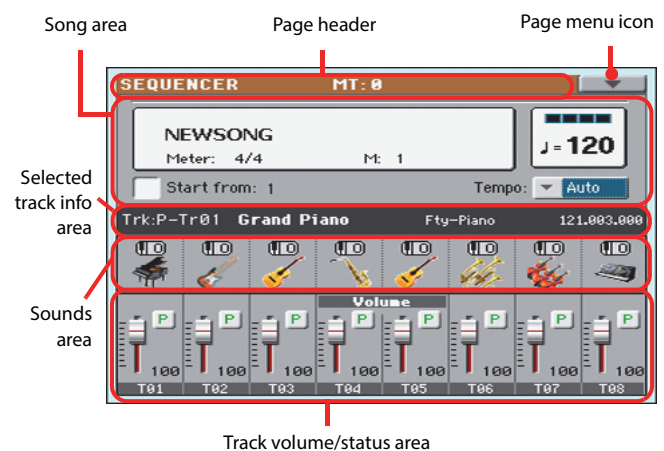 Song area
Page header
Page menu icon
SEQUENCER MT: 0
NEWSONG
Meter: 4/4 M: 1
♩ = 120
Start from: 1 Tempo: Auto
Selected
track info
area
Trk:P-Tr01 Grand Piano Fty-Piano 121.003.000
Sounds
area
Volume
P P P P P P P P
100 100 100 100 100 100 100 100
T01 T02 T03 T04 T05 T06 T07 T08
Track volume/status area